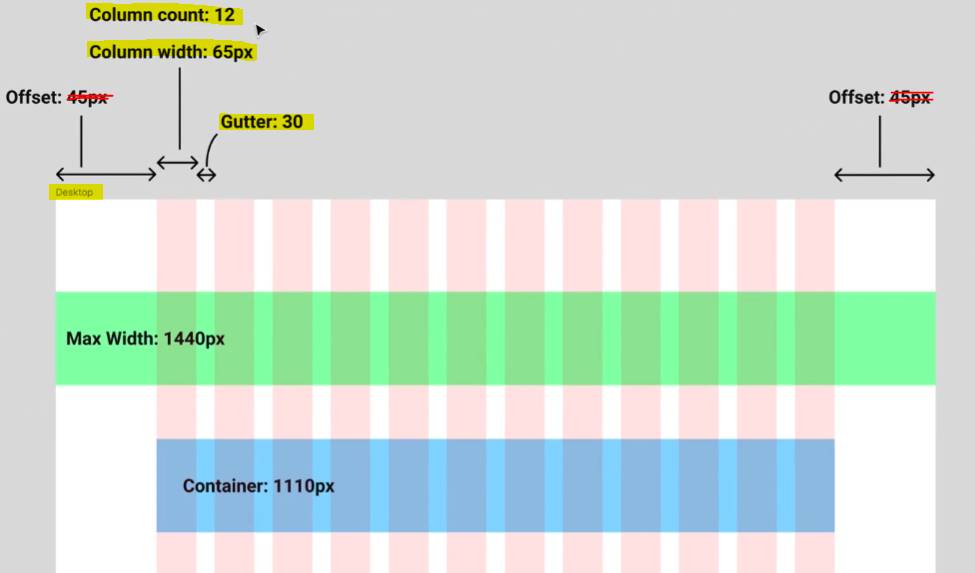 Column count: 12
Column width: 65px
Offset: 45px
Offset: 45px
Gutter: 30
Desktop
Max Width: 1440px
Container: 1110px